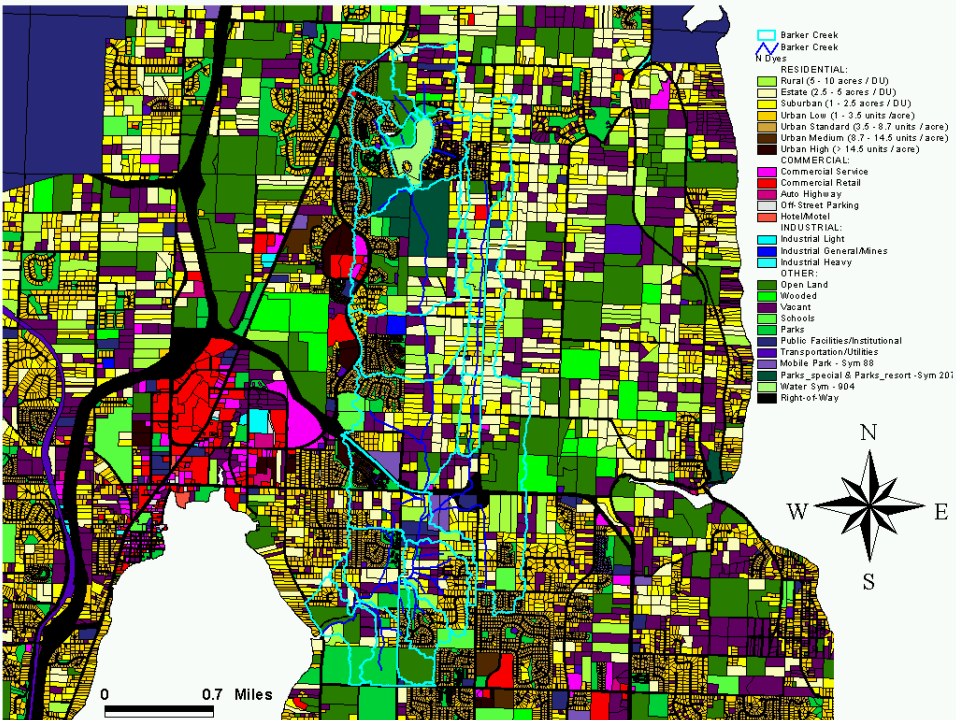 Barker Creek
Barker Creek
N Dyes
RESIDENTIAL:
Rural (5 - 10 acres / DU)
Estate (2.5 - 5 acres / DU)
Suburban (1 - 2.5 acres / DU)
Urban Low (1 - 3.5 units /acre)
Urban Standard (3.5 - 8.7 units / acre)
Urban Medium (8.7 - 14.5 units / acre)
Urban High (> 14.5 units / acre)
COMMERCIAL:
Commercial Service
Commercial Retail
Auto Highway
Off-Street Parking
Hotel/Motel
INDUSTRIAL:
Industrial Light
Industrial General/Mines
Industrial Heavy
OTHER:
Open Land
Wooded
Vacant
Schools
Parks
Public Facilities/Institutional
Transportation/Utilities
Mobile Park - Sym 88
Parks_special & Parks_resort -Sym 207
Water Sym - 904
Right-of-Way
N
W E
S
0 0.7 Miles